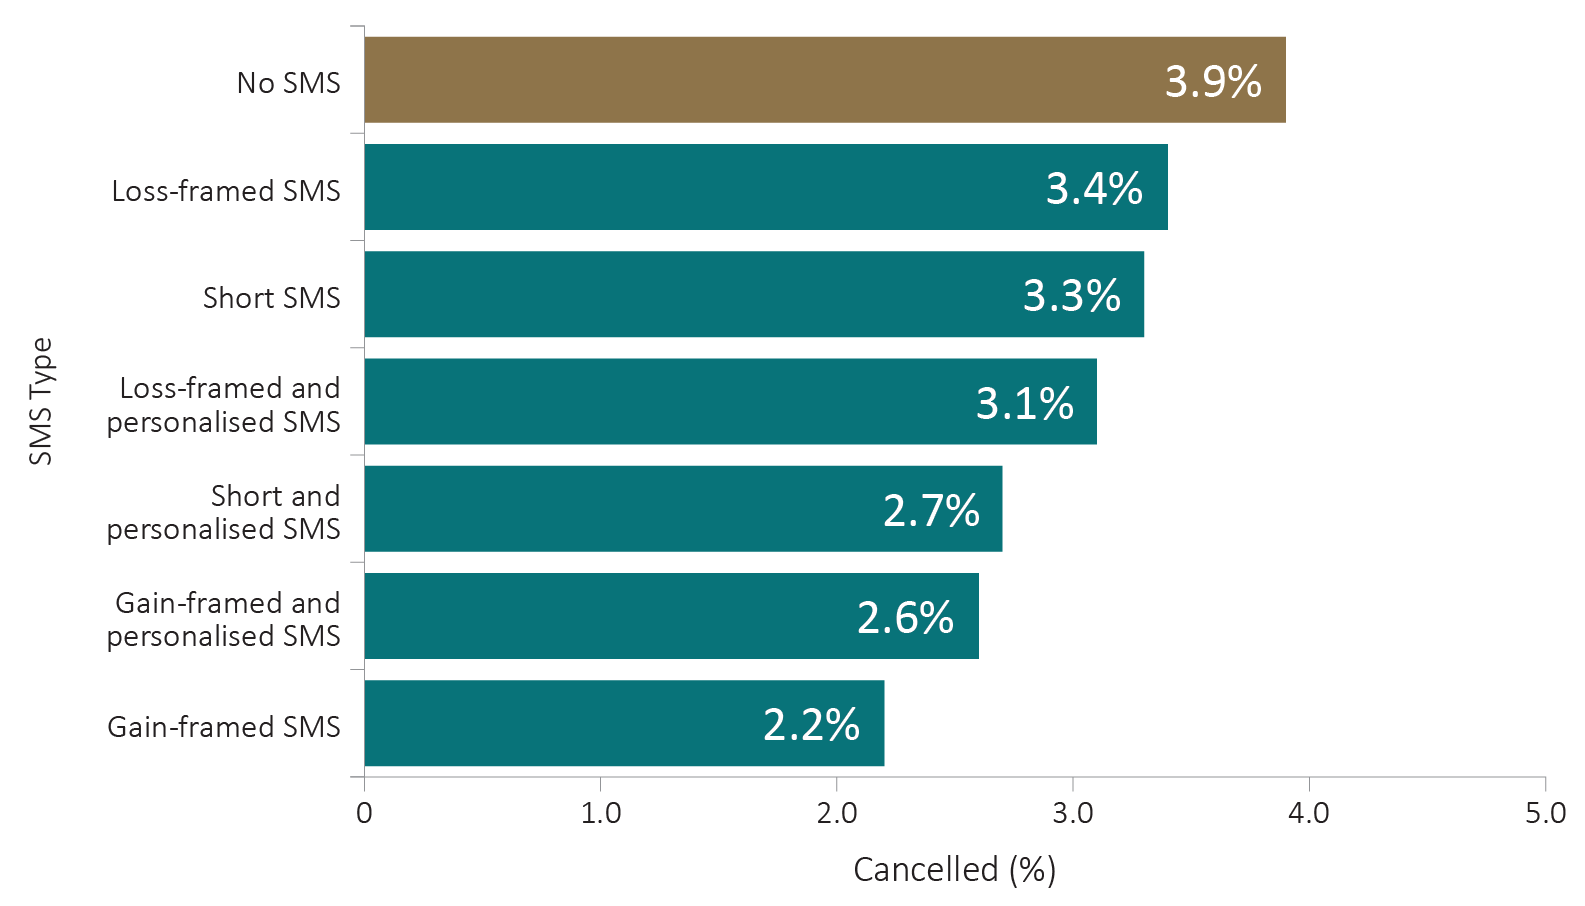 No SMS
3.9%
Loss-framed SMS
3.4%
Short SMS
3.3%
Loss-framed and
personalised SMS
3.1%
Short and
personalised SMS
2.7%
Gain-framed and
personalised SMS
2.6%
Gain-framed SMS
2.2%
SMS Type
0 1.0 2.0 3.0 4.0 5.0
Cancelled (%)